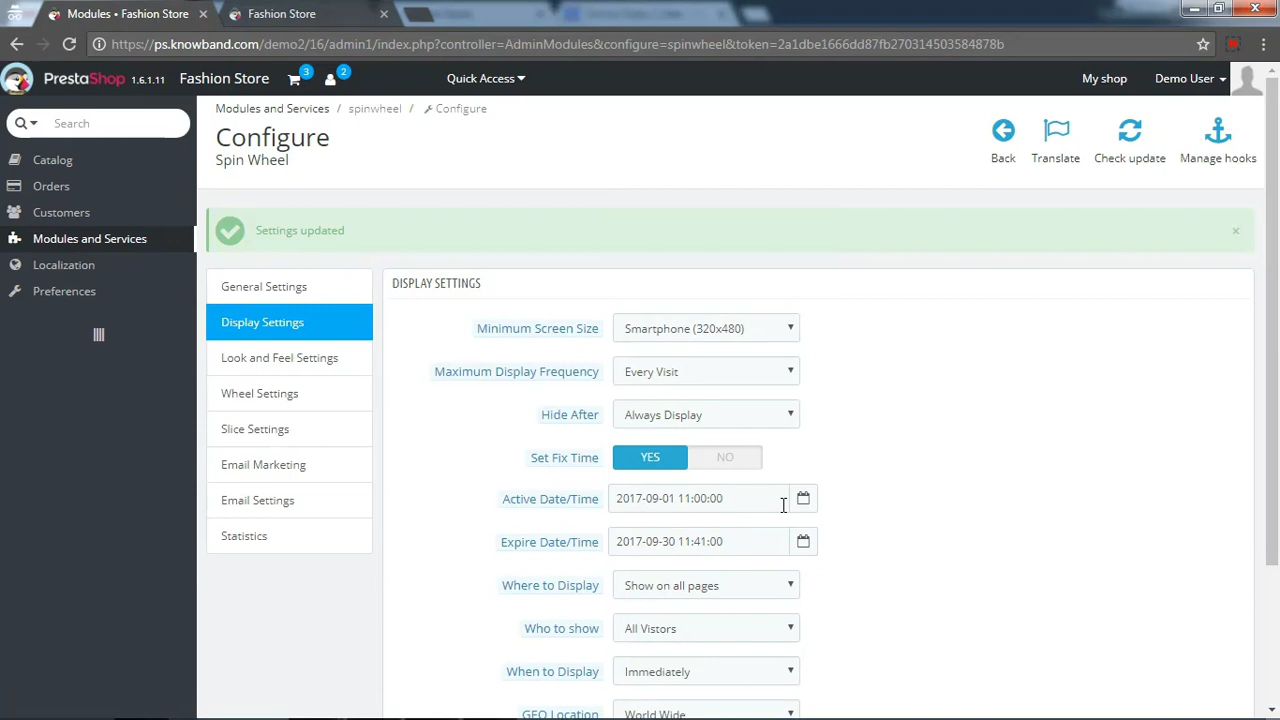 Modules • Fashion Store
Fashion Store
https://ps.knowband.com/demo2/16/admin1/index.php?controller=AdminModules&configure=spinwheel&token=2a1dbe1666dd87fb270314503584878b
PrestaShop 1.6.1.11 Fashion Store 3 2 Quick Access My shop Demo User
Search
Catalog
Orders
Customers
Modules and Services
Localization
Preferences
Modules and Services / spinwheel / Configure
Configure
Spin Wheel
Back Translate Check update Manage hooks
Settings updated ×
General Settings
Display Settings
Look and Feel Settings
Wheel Settings
Slice Settings
Email Marketing
Email Settings
Statistics
DISPLAY SETTINGS
Minimum Screen Size Smartphone (320x480)
Maximum Display Frequency Every Visit
Hide After Always Display
Set Fix Time YES NO
Active Date/Time 2017-09-01 11:00:00
Expire Date/Time 2017-09-30 11:41:00
Where to Display Show on all pages
Who to show All Vistors
When to Display Immediately
GEO Location World Wide